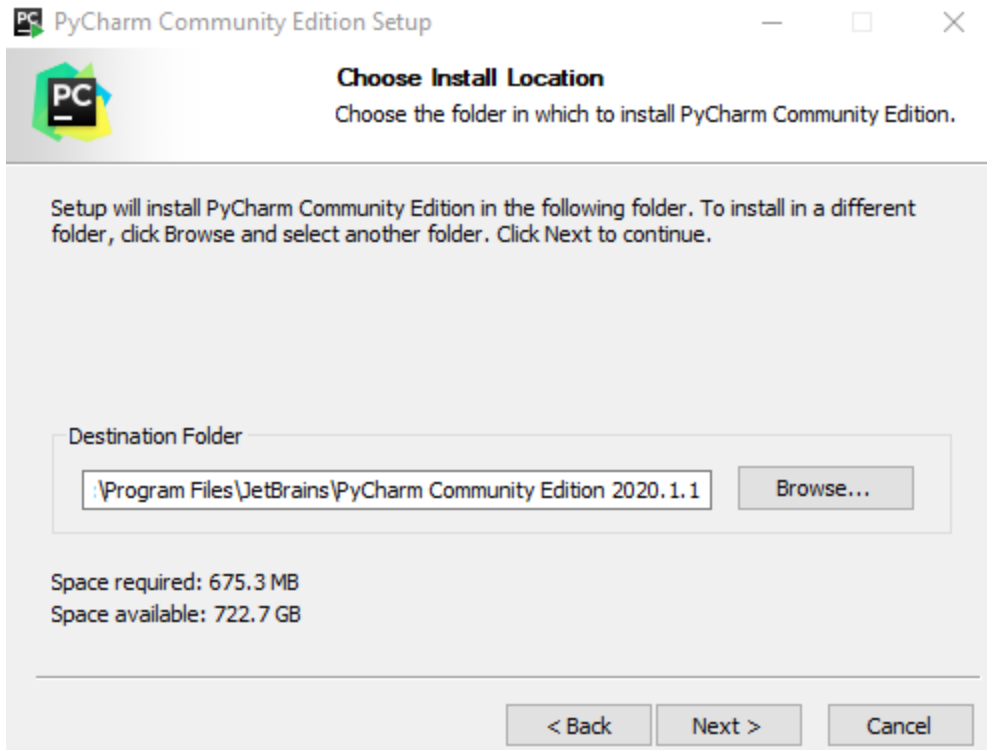 PyCharm Community Edition Setup
PC
Choose Install Location
Choose the folder in which to install PyCharm Community Edition.
Setup will install PyCharm Community Edition in the following folder. To install in a different
folder, click Browse and select another folder. Click Next to continue.
Destination Folder
:\Program Files\JetBrains\PyCharm Community Edition 2020.1.1
Browse...
Space required: 675.3 MB
Space available: 722.7 GB
< Back
Next >
Cancel